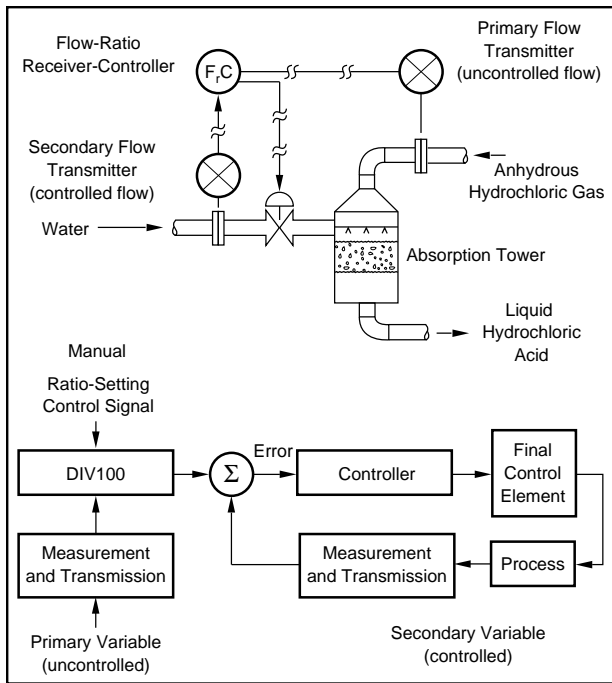 Flow-Ratio
Receiver-Controller
FrC
Primary Flow
Transmitter
(uncontrolled flow)
Secondary Flow
Transmitter
(controlled flow)
Anhydrous
Hydrochloric Gas
Water
Absorption Tower
Liquid
Hydrochloric
Acid
Manual
Ratio-Setting
Control Signal
DIV100
Σ
Error
Controller
Final
Control
Element
Measurement
and Transmission
Measurement
and Transmission
Process
Primary Variable
(uncontrolled)
Secondary Variable
(controlled)